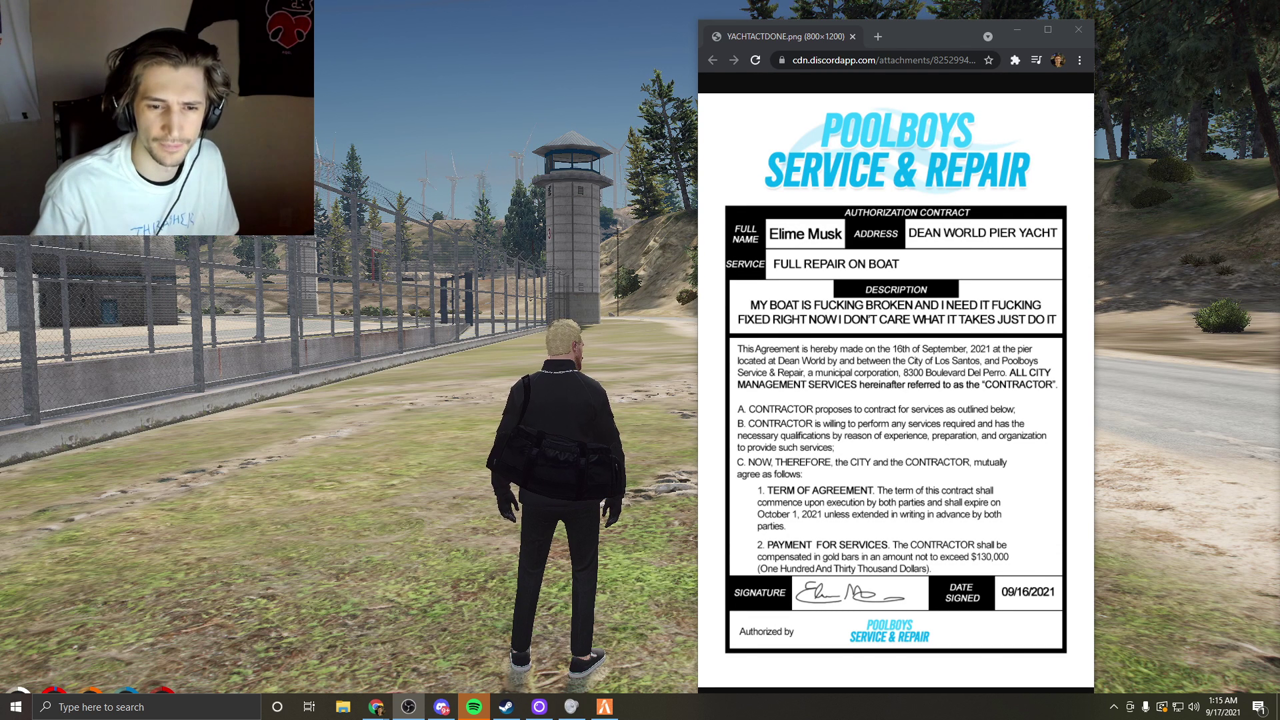 YACHTACTDONE.png (800×1200)
cdn.discordapp.com/attachments/8252994...
POOLBOYS
SERVICE & REPAIR
AUTHORIZATION CONTRACT
FULL NAME Elime Musk ADDRESS DEAN WORLD PIER YACHT
SERVICE FULL REPAIR ON BOAT
DESCRIPTION
MY BOAT IS FUCKING BROKEN AND I NEED IT FUCKING
FIXED RIGHT NOW I DON'T CARE WHAT IT TAKES JUST DO IT
This Agreement is hereby made on the 16th of September, 2021 at the pier
located at Dean World by and between the City of Los Santos, and Poolboys
Service & Repair, a municipal corporation, 8300 Boulevard Del Perro. ALL CITY
MANAGEMENT SERVICES hereinafter referred to as the "CONTRACTOR".
A. CONTRACTOR proposes to contract for services as outlined below;
B. CONTRACTOR is willing to perform any services required and has the
necessary qualifications by reason of experience, preparation, and organization
to provide such services;
C. NOW, THEREFORE, the CITY and the CONTRACTOR, mutually
agree as follows:
1. TERM OF AGREEMENT. The term of this contract shall
commence upon execution by both parties and shall expire on
October 1, 2021 unless extended in writing in advance by both
parties.
2. PAYMENT FOR SERVICES. The CONTRACTOR shall be
compensated in gold bars in an amount not to exceed $130,000
(One Hundred And Thirty Thousand Dollars).
SIGNATURE DATE SIGNED 09/16/2021
Authorized by POOLBOYS
SERVICE & REPAIR
Type here to search
1:15 AM
9/17/2021